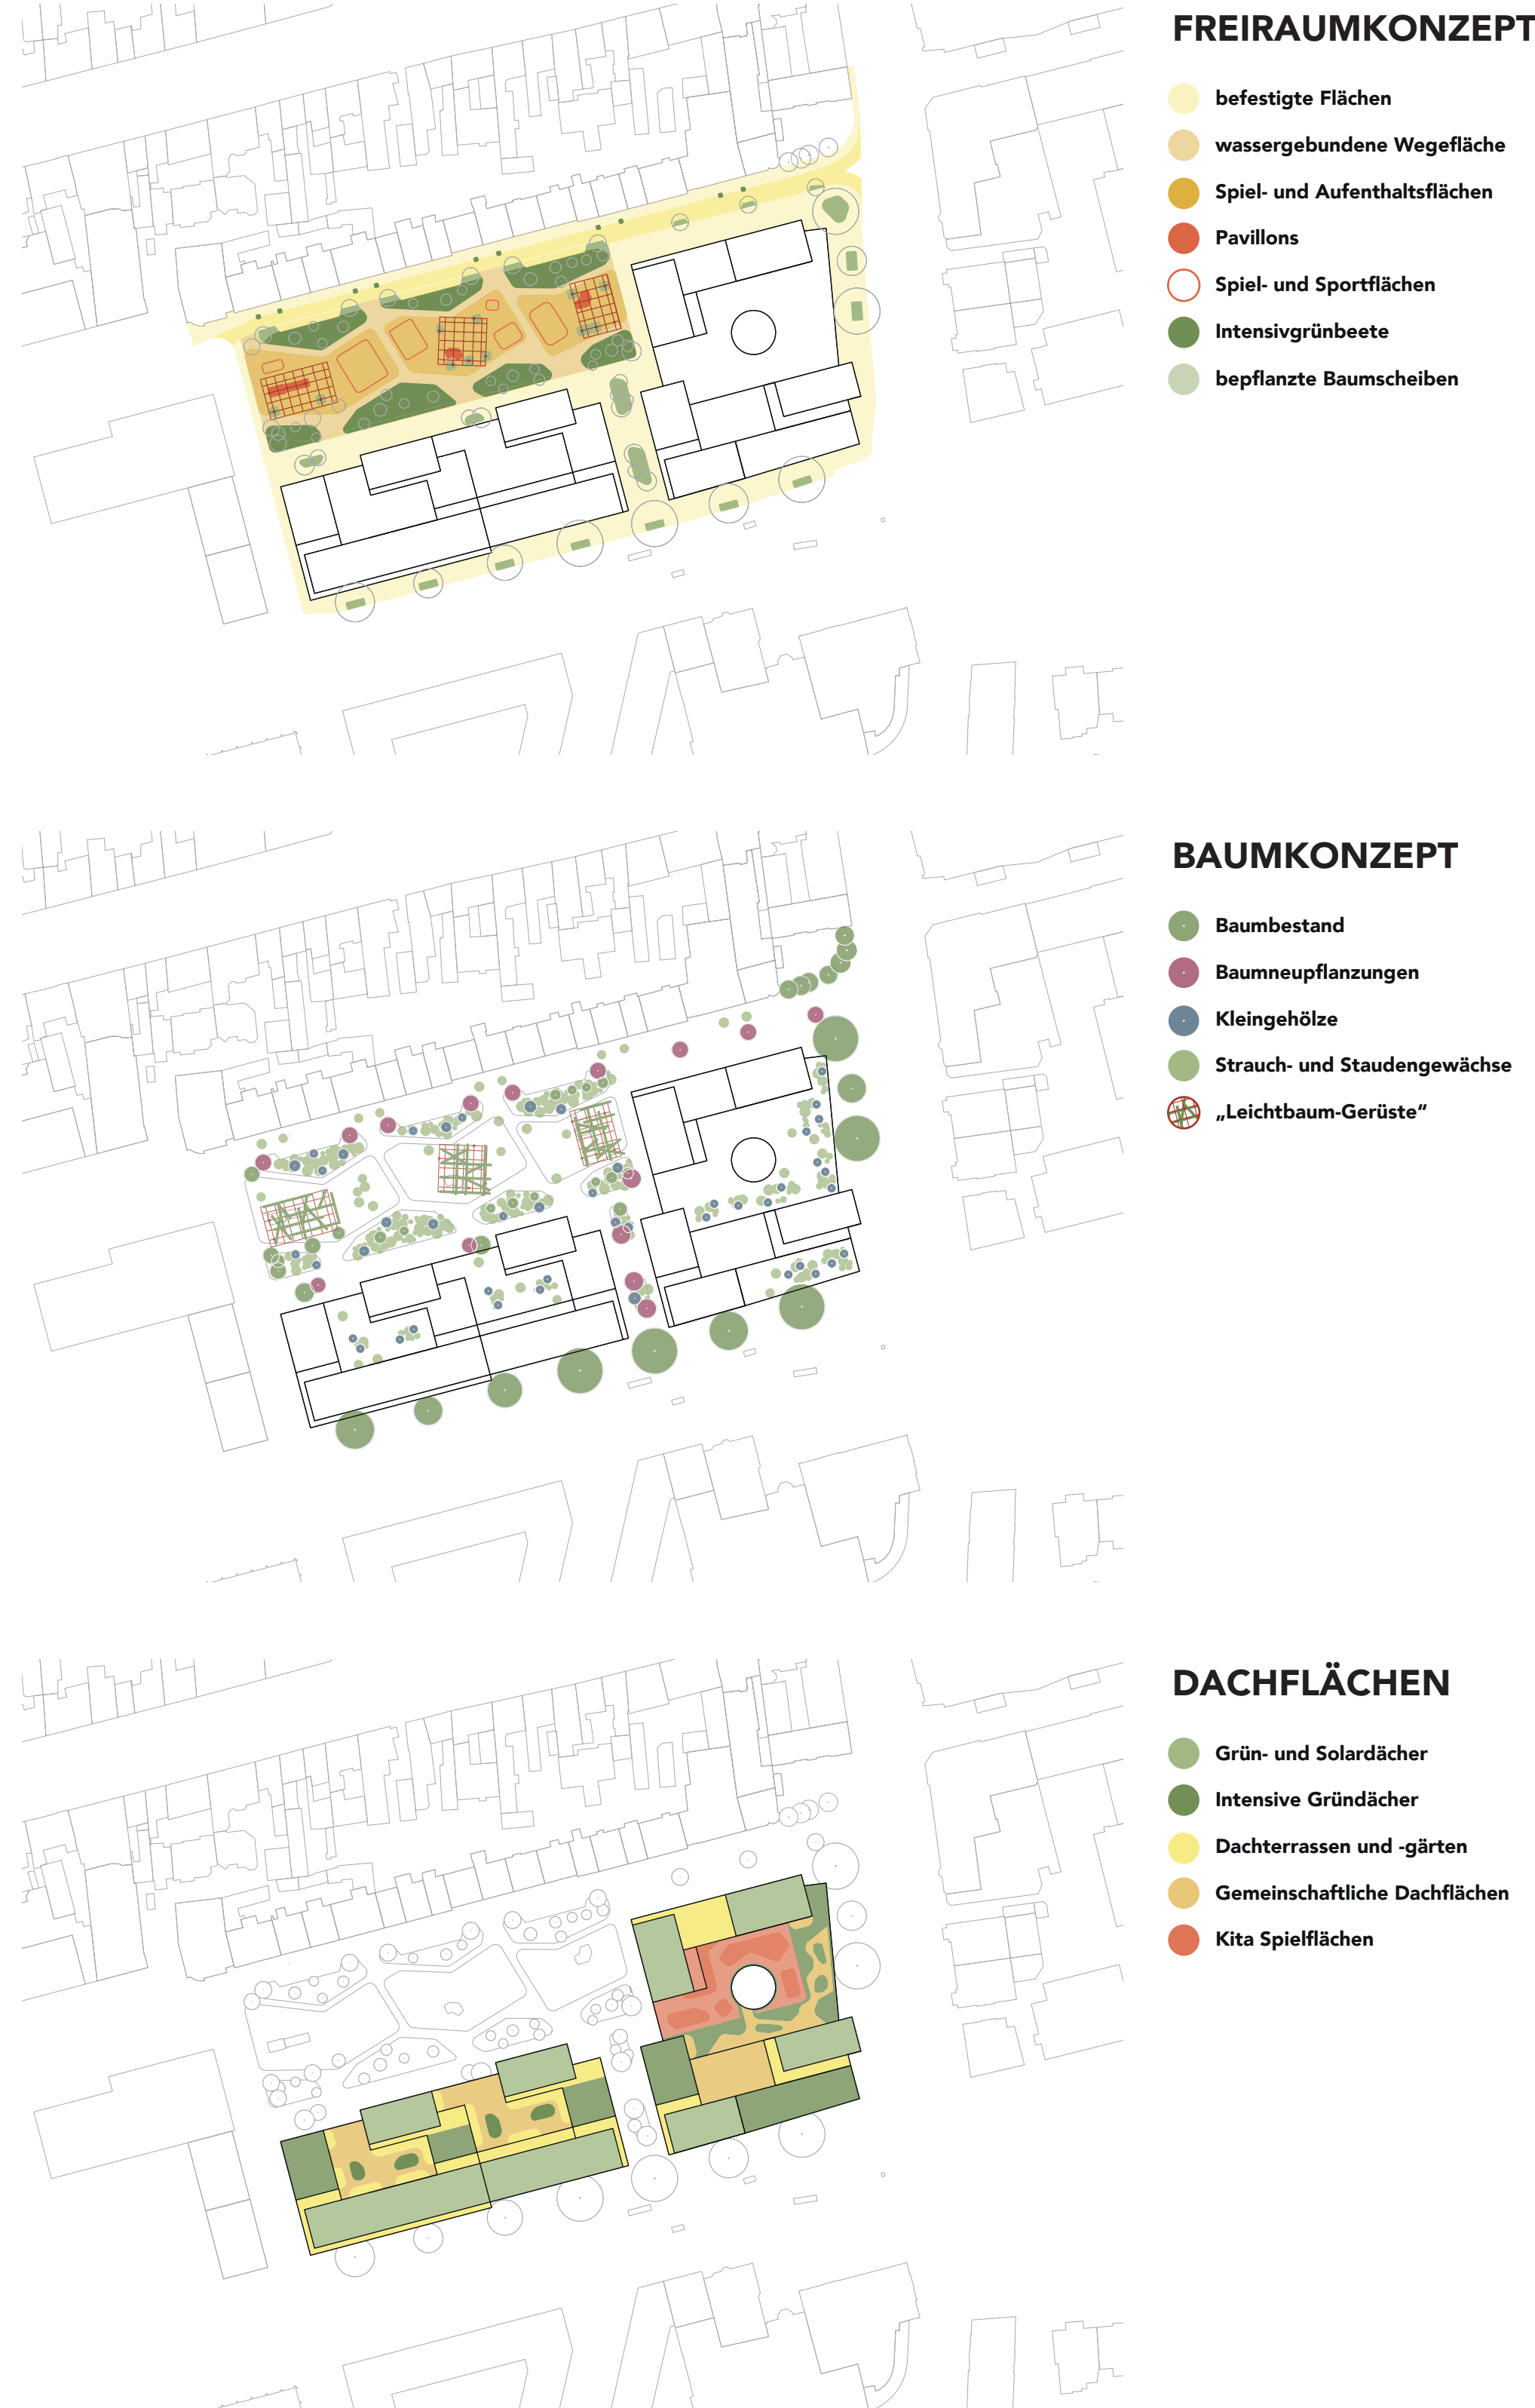 FREIRAUMKONZEPT
befestigte Flächen
wassergebundene Wegefläche
Spiel- und Aufenthaltsflächen
Pavillons
Spiel- und Sportflächen
Intensivgrünbeete
bepflanzte Baumscheiben
BAUMKONZEPT
Baumbestand
Baumneupflanzungen
Kleingehölze
Strauch- und Staudengewächse
„Leichtbaum-Gerüste“
DACHFLÄCHEN
Grün- und Solardächer
Intensive Gründächer
Dachterrassen und -gärten
Gemeinschaftliche Dachflächen
Kita Spielflächen